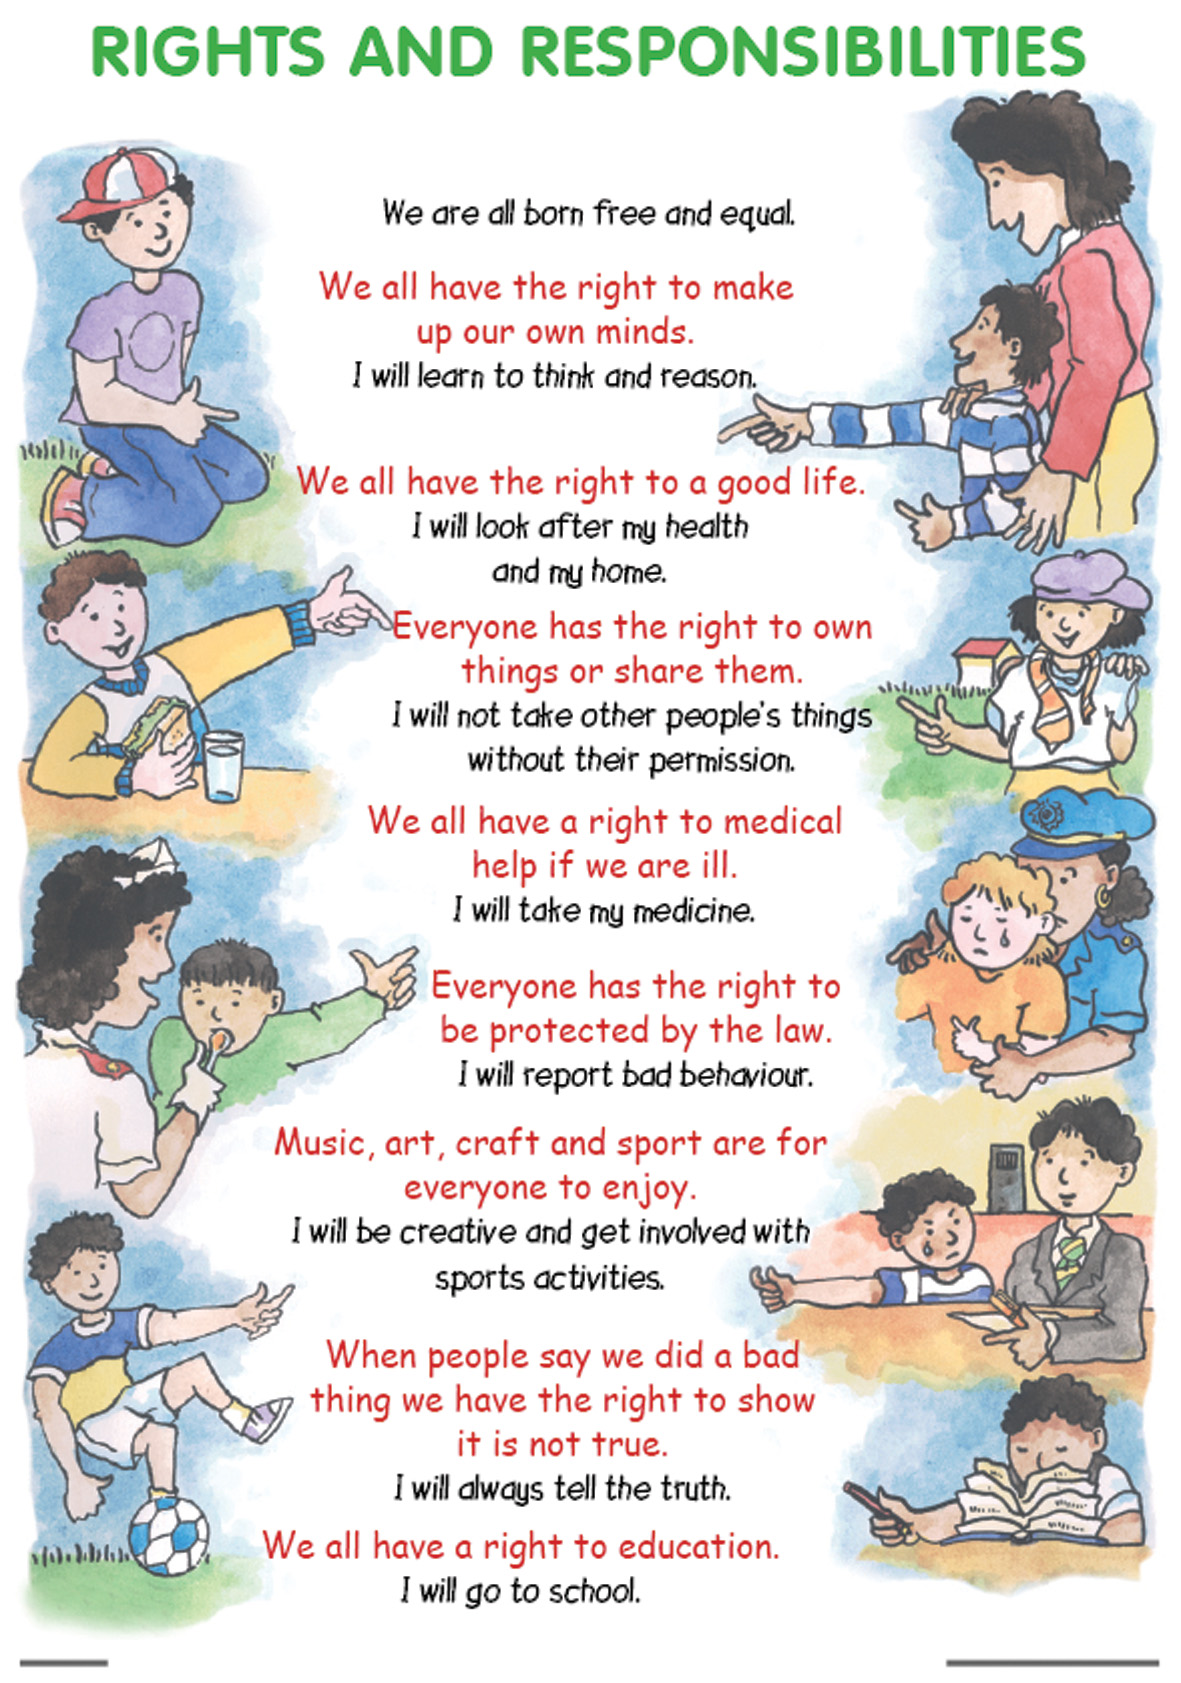 RIGHTS AND RESPONSIBILITIES
We are all born free and equal.
We all have the right to make
up our own minds.
I will learn to think and reason.
We all have the right to a good life.
I will look after my health
and my home.
Everyone has the right to own
things or share them.
I will not take other people's things
without their permission.
We all have a right to medical
help if we are ill.
I will take my medicine.
Everyone has the right to
be protected by the law.
I will report bad behaviour.
Music, art, craft and sport are for
everyone to enjoy.
I will be creative and get involved with
sports activities.
When people say we did a bad
thing we have the right to show
it is not true.
I will always tell the truth.
We all have a right to education.
I will go to school.